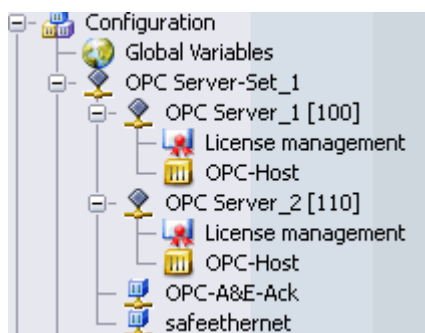 Configuration
Global Variables
OPC Server-Set_1
OPC Server_1 [100]
License management
OPC-Host
OPC Server_2 [110]
License management
OPC-Host
OPC-A&E-Ack
safeethernet